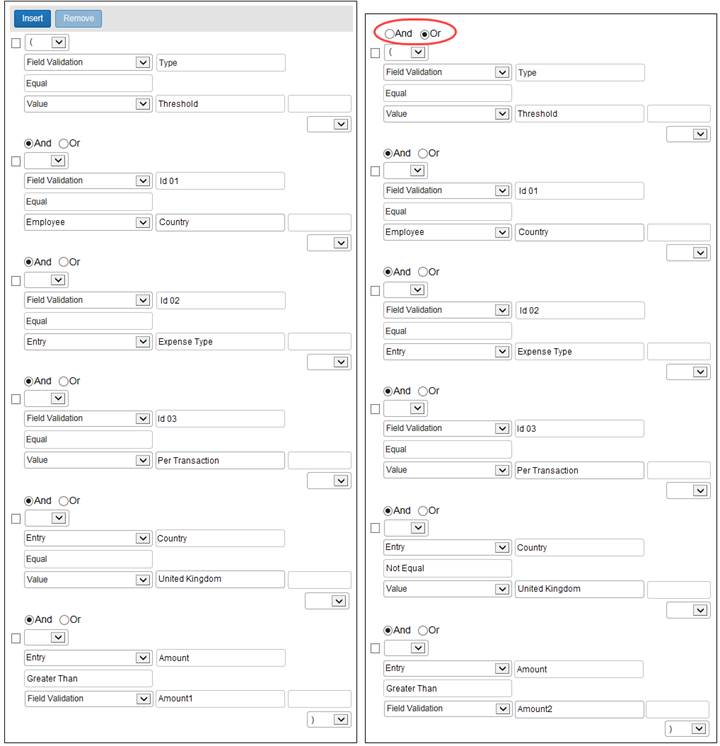 Insert Remove
(
Field Validation Type
Equal
Value Threshold
And Or
Field Validation Id 01
Equal
Employee Country
And Or
Field Validation Id 02
Equal
Entry Expense Type
And Or
Field Validation Id 03
Equal
Value Per Transaction
And Or
Entry Country
Equal
Value United Kingdom
And Or
Entry Amount
Greater Than
Field Validation Amount1
)
And Or
(
Field Validation Type
Equal
Value Threshold
And Or
Field Validation Id 01
Equal
Employee Country
And Or
Field Validation Id 02
Equal
Entry Expense Type
And Or
Field Validation Id 03
Equal
Value Per Transaction
And Or
Entry Country
Not Equal
Value United Kingdom
And Or
Entry Amount
Greater Than
Field Validation Amount2
)